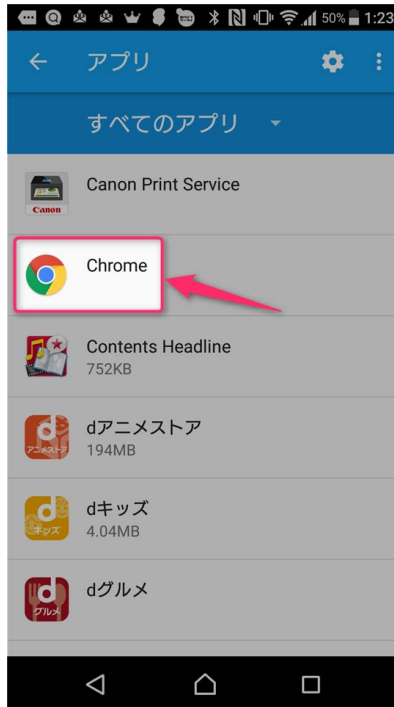 50% 1:23
アプリ
すべてのアプリ
Canon Print Service
Canon
Chrome
Contents Headline
752KB
dアニメストア
194MB
d
アニメストア
dキッズ
4.04MB
d
キッズ
dグルメ
d
グルメ